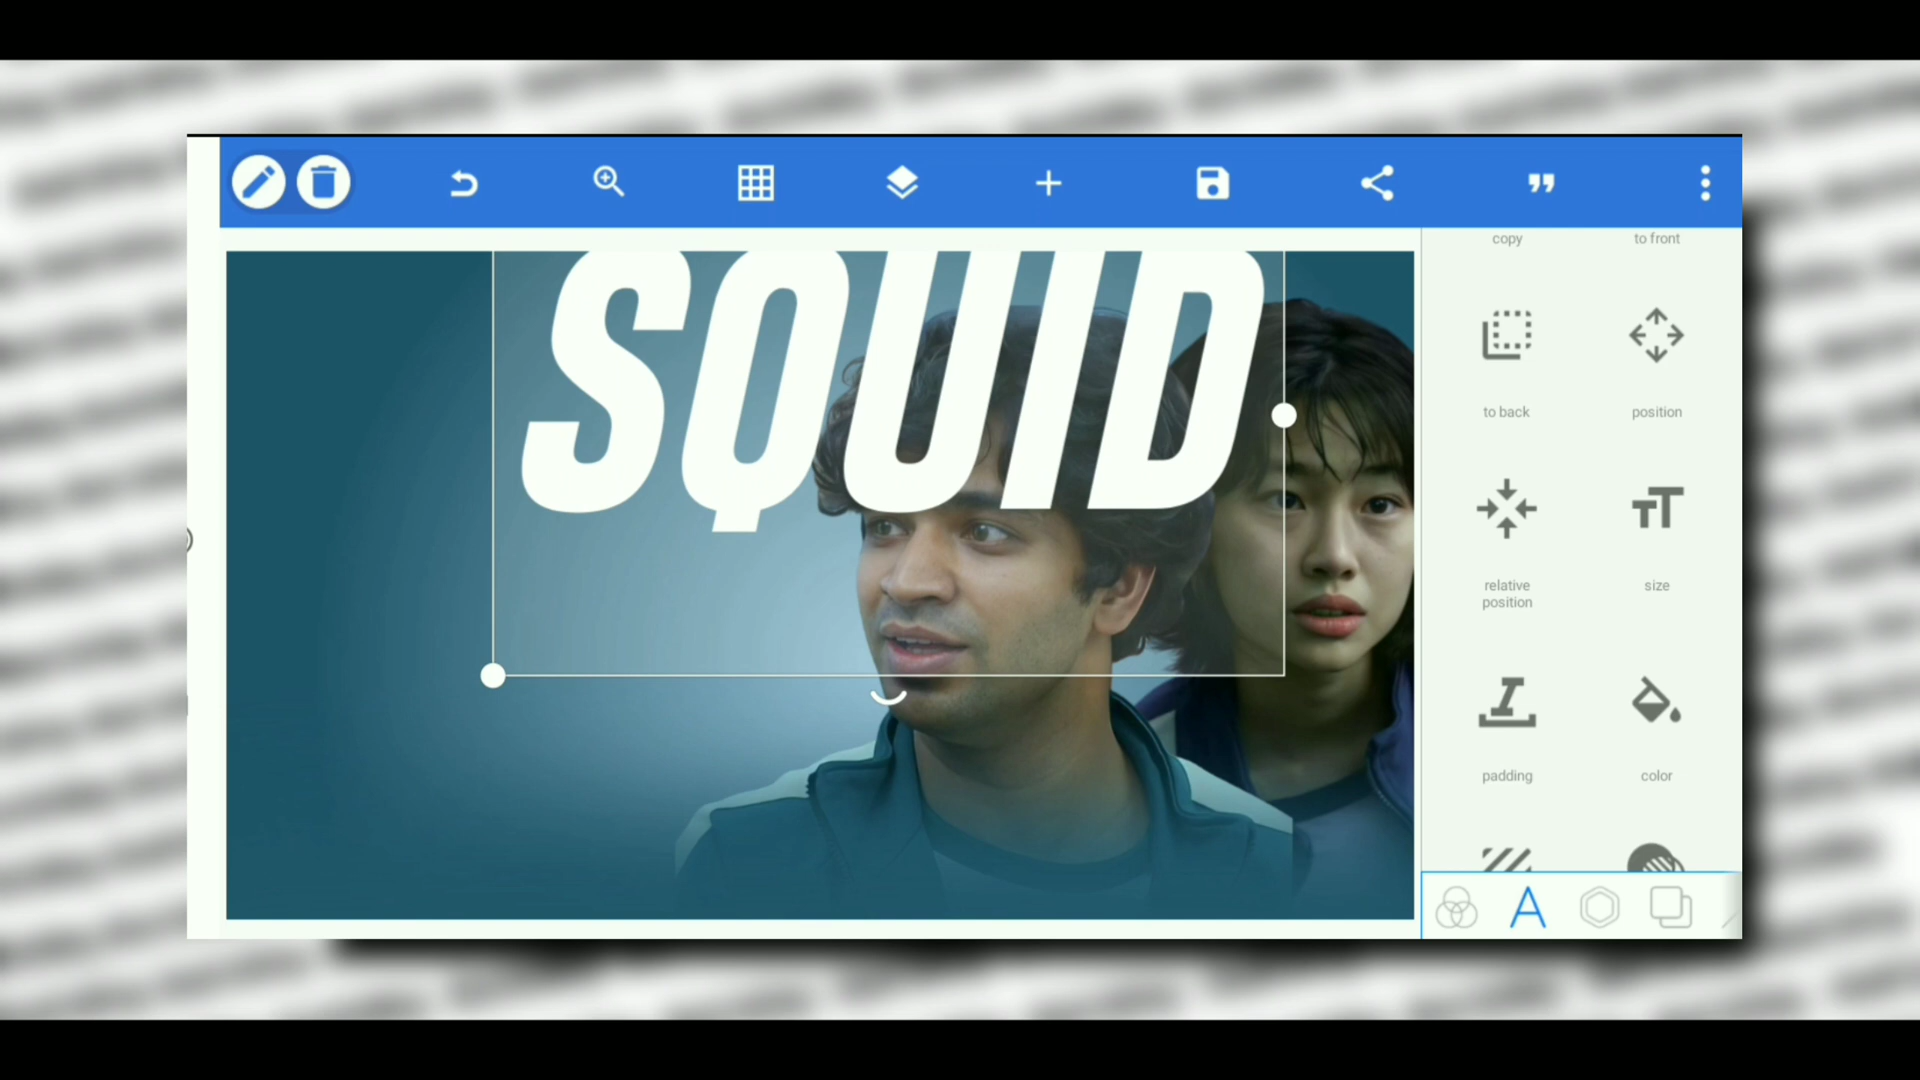 copy
to front
SQUID
to back
position
relative
position
size
padding
color